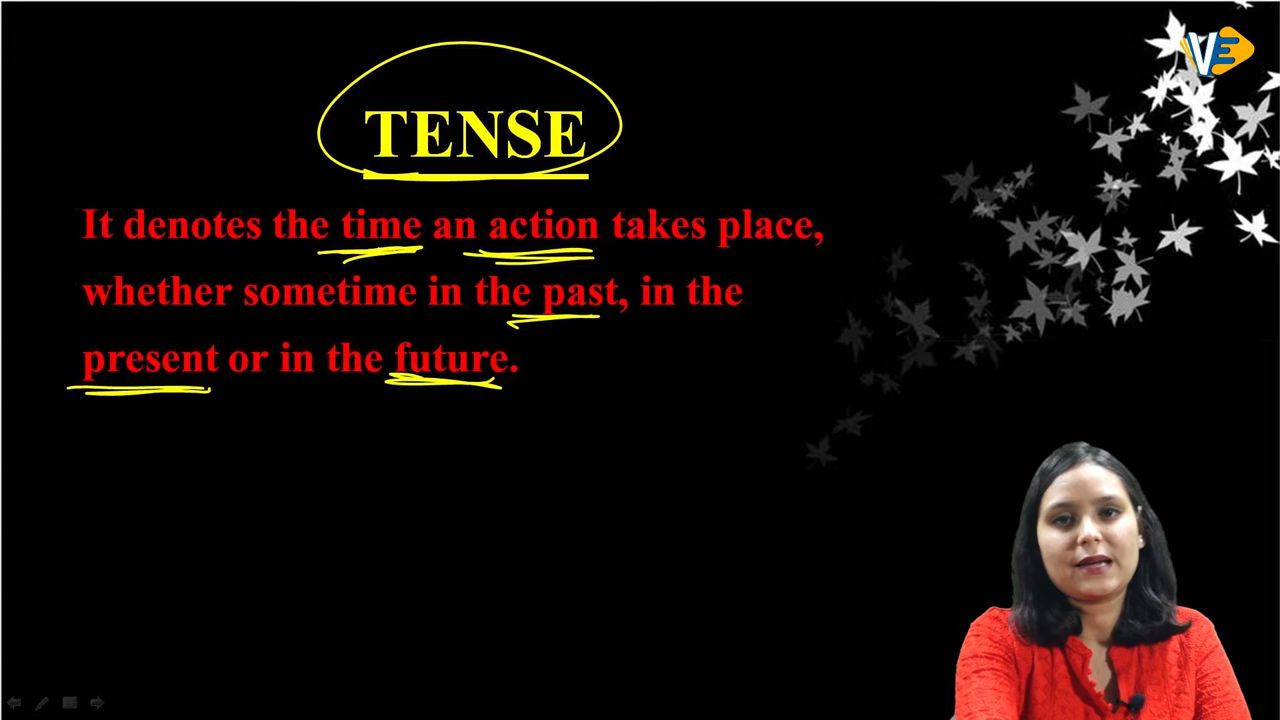 VE
TENSE
It denotes the time an action takes place,
whether sometime in the past, in the
present or in the future.